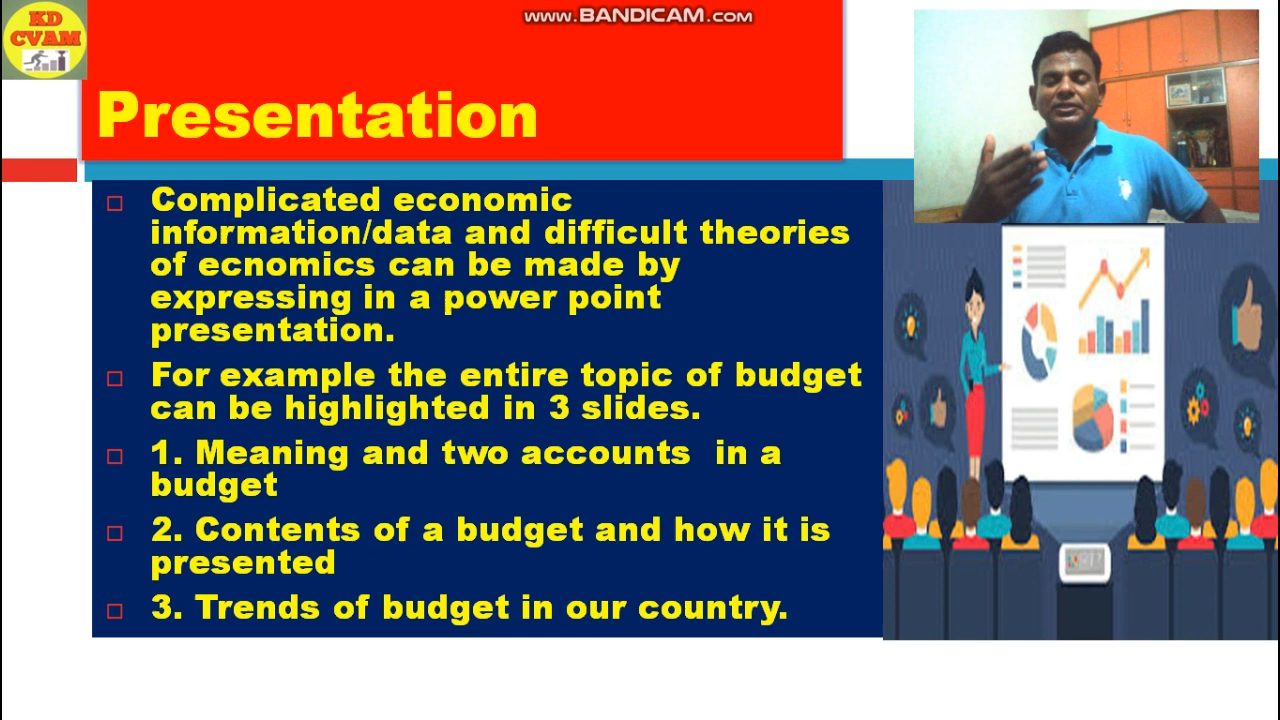 KD
CVAM
www.BANDICAM.com
Presentation
Complicated economic
information/data and difficult theories
of ecnomics can be made by
expressing in a power point
presentation.
For example the entire topic of budget
can be highlighted in 3 slides.
1. Meaning and two accounts in a
budget
2. Contents of a budget and how it is
presented
3. Trends of budget in our country.